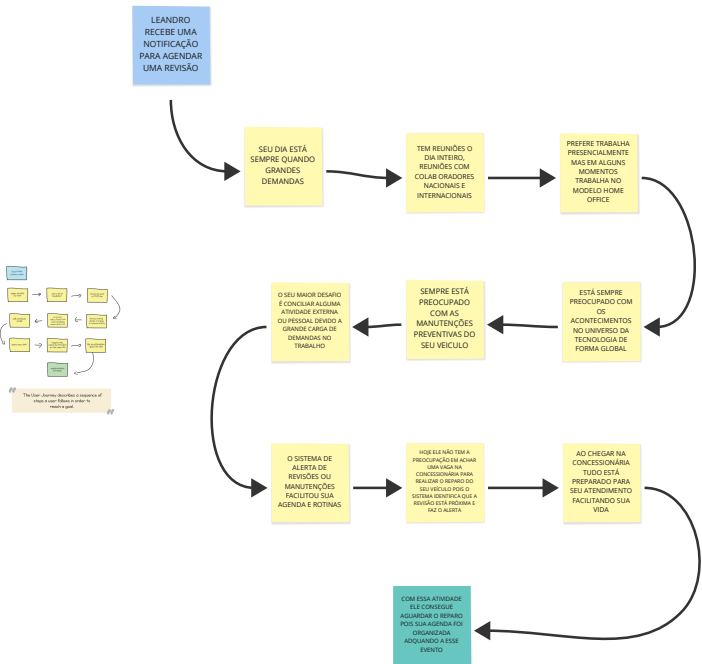 LEANDRO
RECEBE UMA
NOTIFICAÇÃO
PARA AGENDAR
UMA REVISÃO
SEU DIA ESTÁ
SEMPRE QUANDO
GRANDES
DEMANDAS
TEM REUNIÕES O
DIA INTEIRO,
REUNIÕES COM
COLAB ORADORES
NACIONAIS E
INTERNACIONAIS
PREFERE TRABALHA
PRESENCIALMENTE
MAS EM ALGUNS
MOMENTOS
TRABALHA NO
MODELO HOME
OFFICE
ESTÁ SEMPRE
PREOCUPADO COM
OS
ACONTECIMENTOS
NO UNIVERSO DA
TECNOLOGIA DE
FORMA GLOBAL
SEMPRE ESTÁ
PREOCUPADO
COM AS
MANUTENÇÕES
PREVENTIVAS DO
SEU VEICULO
O SEU MAIOR DESAFIO
É CONCILIAR ALGUMA
ATIVIDADE EXTERNA
OU PESSOAL DEVIDO A
GRANDE CARGA DE
DEMANDAS NO
TRABALHO
O SISTEMA DE
ALERTA DE
REVISÕES OU
MANUTENÇÕES
FACILITOU SUA
AGENDA E ROTINAS
HOJE ELE NÃO TEM A
PREOCUPAÇÃO EM ACHAR
UMA VAGA NA
CONCESSIONÁRIA PARA
REALIZAR O REPARO DO
SEU VEÍCULO POIS O
SISTEMA IDENTIFICA QUE A
REVISÃO ESTÁ PRÓXIMA E
FAZ O ALERTA
AO CHEGAR NA
CONCESSIONÁRIA
TUDO ESTÁ
PREPARADO PARA
SEU ATENDIMENTO
FACILITANDO SUA
VIDA
COM ESSA ATIVIDADE
ELE CONSEGUE
AGUARDAR O REPARO
POIS SUA AGENDA FOI
ORGANIZADA
ADQUANDO A ESSE
EVENTO
The User Journey describes a sequence of
steps a user follows in order to
reach a goal.